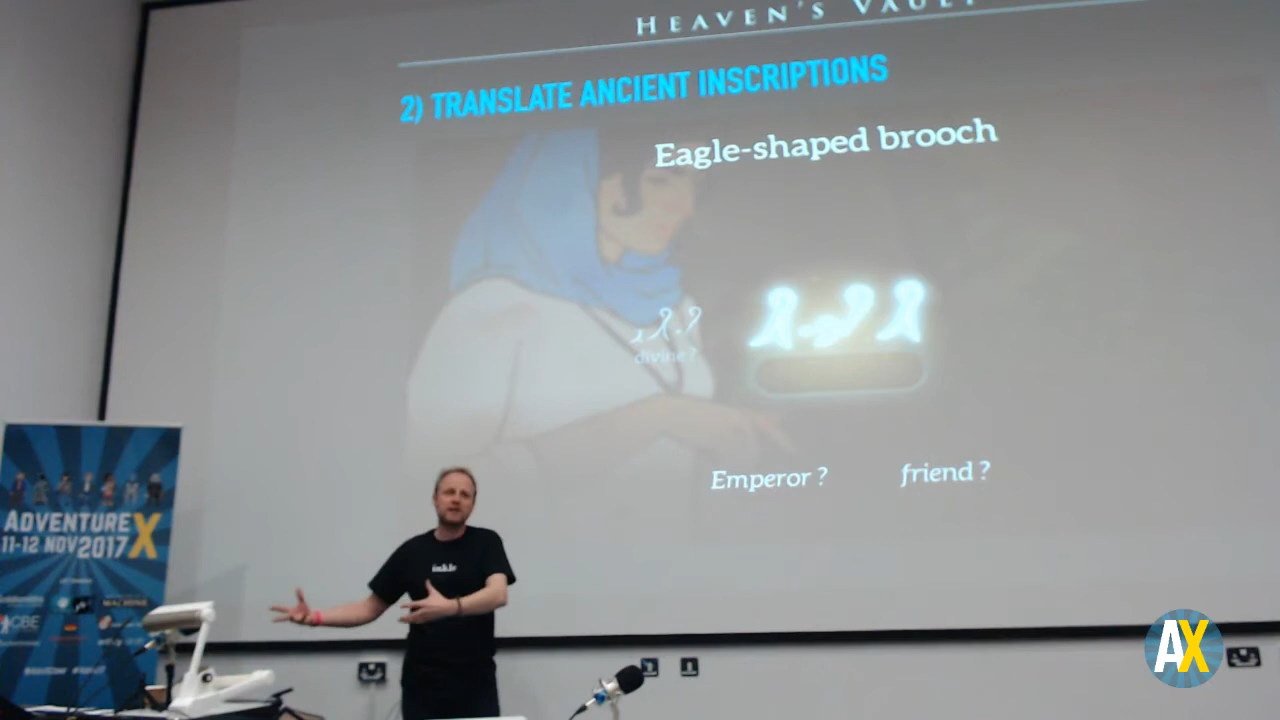 HEAVEN'S VAULT
2) TRANSLATE ANCIENT INSCRIPTIONS
Eagle-shaped brooch
divine?
Emperor ?
friend ?
ADVENTURE X
11-12 NOV 2017
inkle
AX